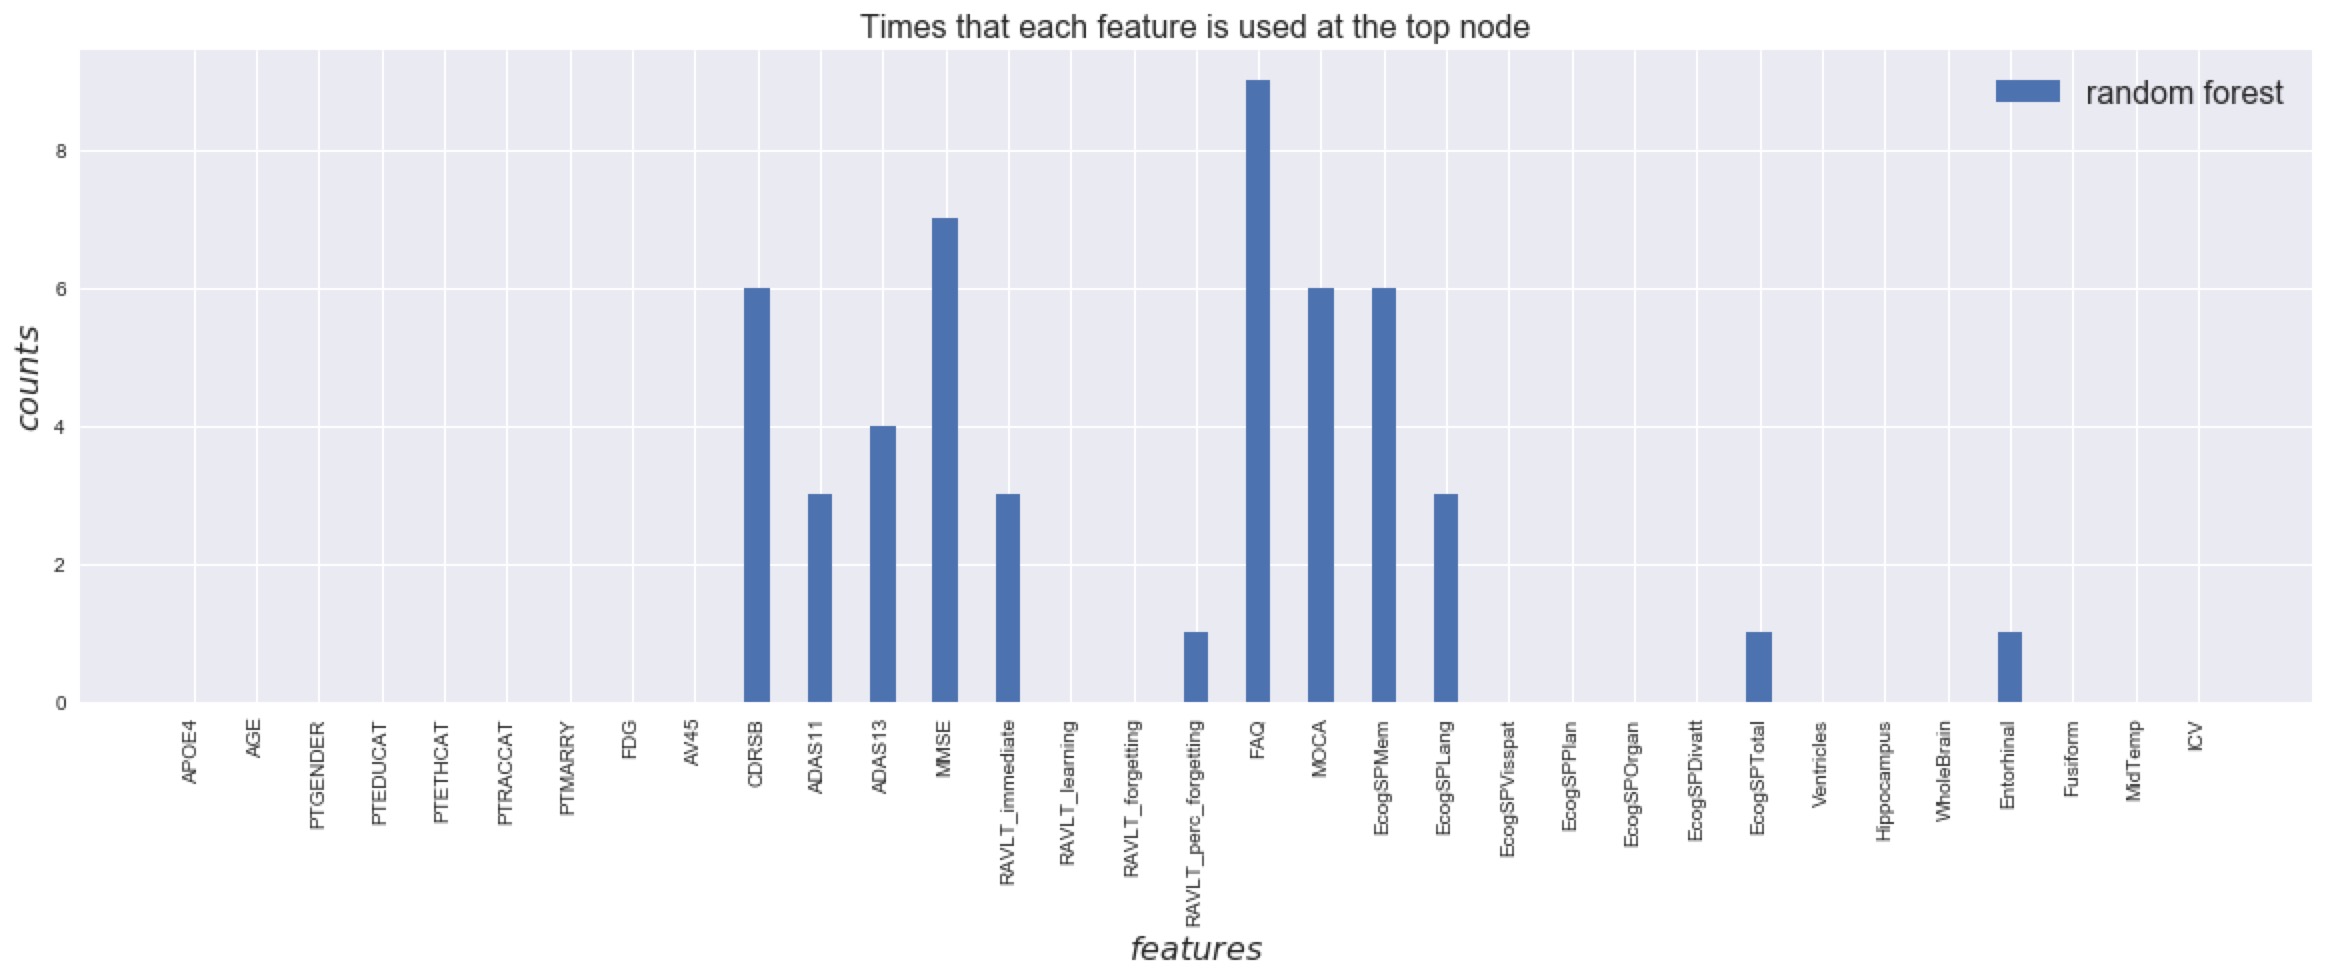 Times that each feature is used at the top node
random forest
counts
8
6
4
2
0
APOE4
AGE
PTGENDER
PTEDUCAT
PTETHCAT
PTRACCAT
PTMARRY
FDG
AV45
CDRSB
ADAS11
ADAS13
MMSE
RAVLT_immediate
RAVLT_learning
RAVLT_forgetting
RAVLT_perc_forgetting
FAQ
MOCA
EcogSPMem
EcogSPLang
EcogSPVisspat
EcogSPPlan
EcogSPOrgan
EcogSPDivatt
EcogSPTotal
Ventricles
Hippocampus
WholeBrain
Entorhinal
Fusiform
MidTemp
ICV
features